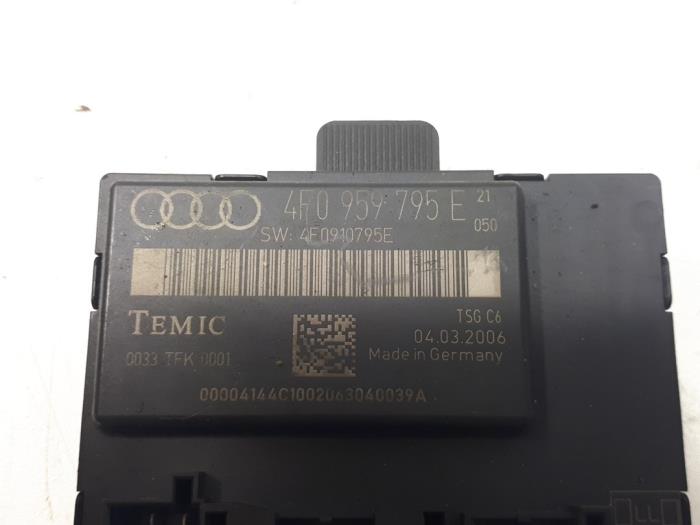 4F0 959 795 E 21
050
SW: 4F0910795E
TSG C6
TEMIC
04.03.2006
0033 TFK 0001
Made in Germany
00004144C1002063040039A